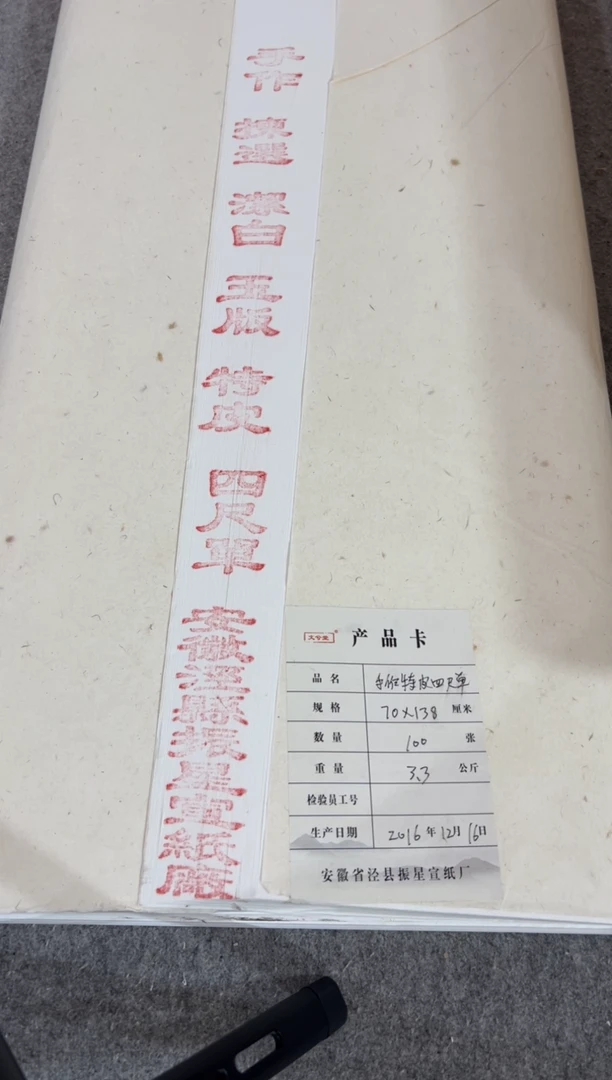 手作 揀選 潔白 玉版 特皮 四尺單 安徽涇縣振星宣紙廠
产品卡
品名 手作特皮四尺单
规格 70×138 厘米
数量 100 张
重量 3.3 公斤
检验员工号
生产日期 2016年12月16日
安徽省泾县振星宣纸厂